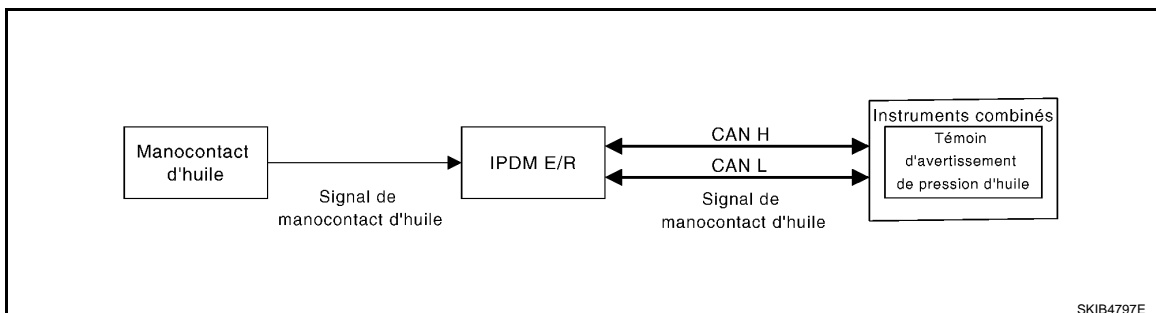 Manocontact
d'huile
Signal de
manocontact d'huile
IPDM E/R
CAN H
CAN L
Signal de
manocontact d'huile
Instruments combinés
Témoin
d'avertissement
de pression d'huile
SKIB4797E